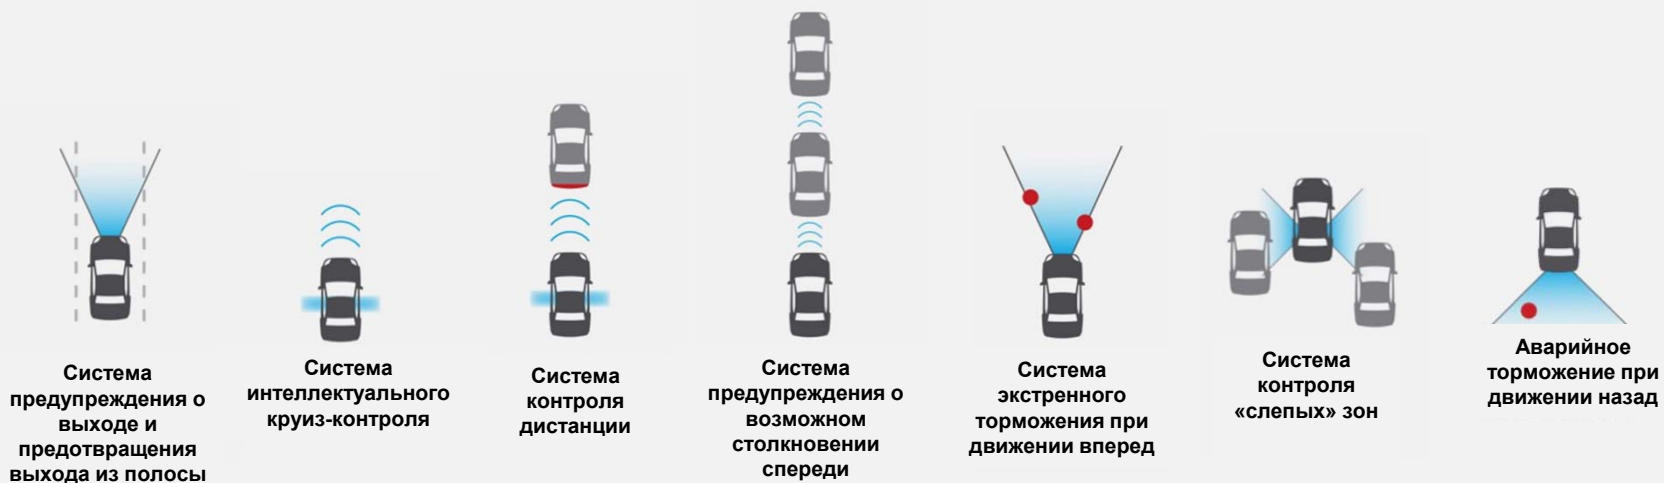 Система
предупреждения о
выходе и
предотвращения
выхода из полосы
Система
интеллектуального
круиз-контроля
Система
контроля
дистанции
Система
предупреждения о
возможном
столкновении
спереди
Система
экстренного
торможения при
движении вперед
Система
контроля
«слепых» зон
Аварийное
торможение при
движении назад